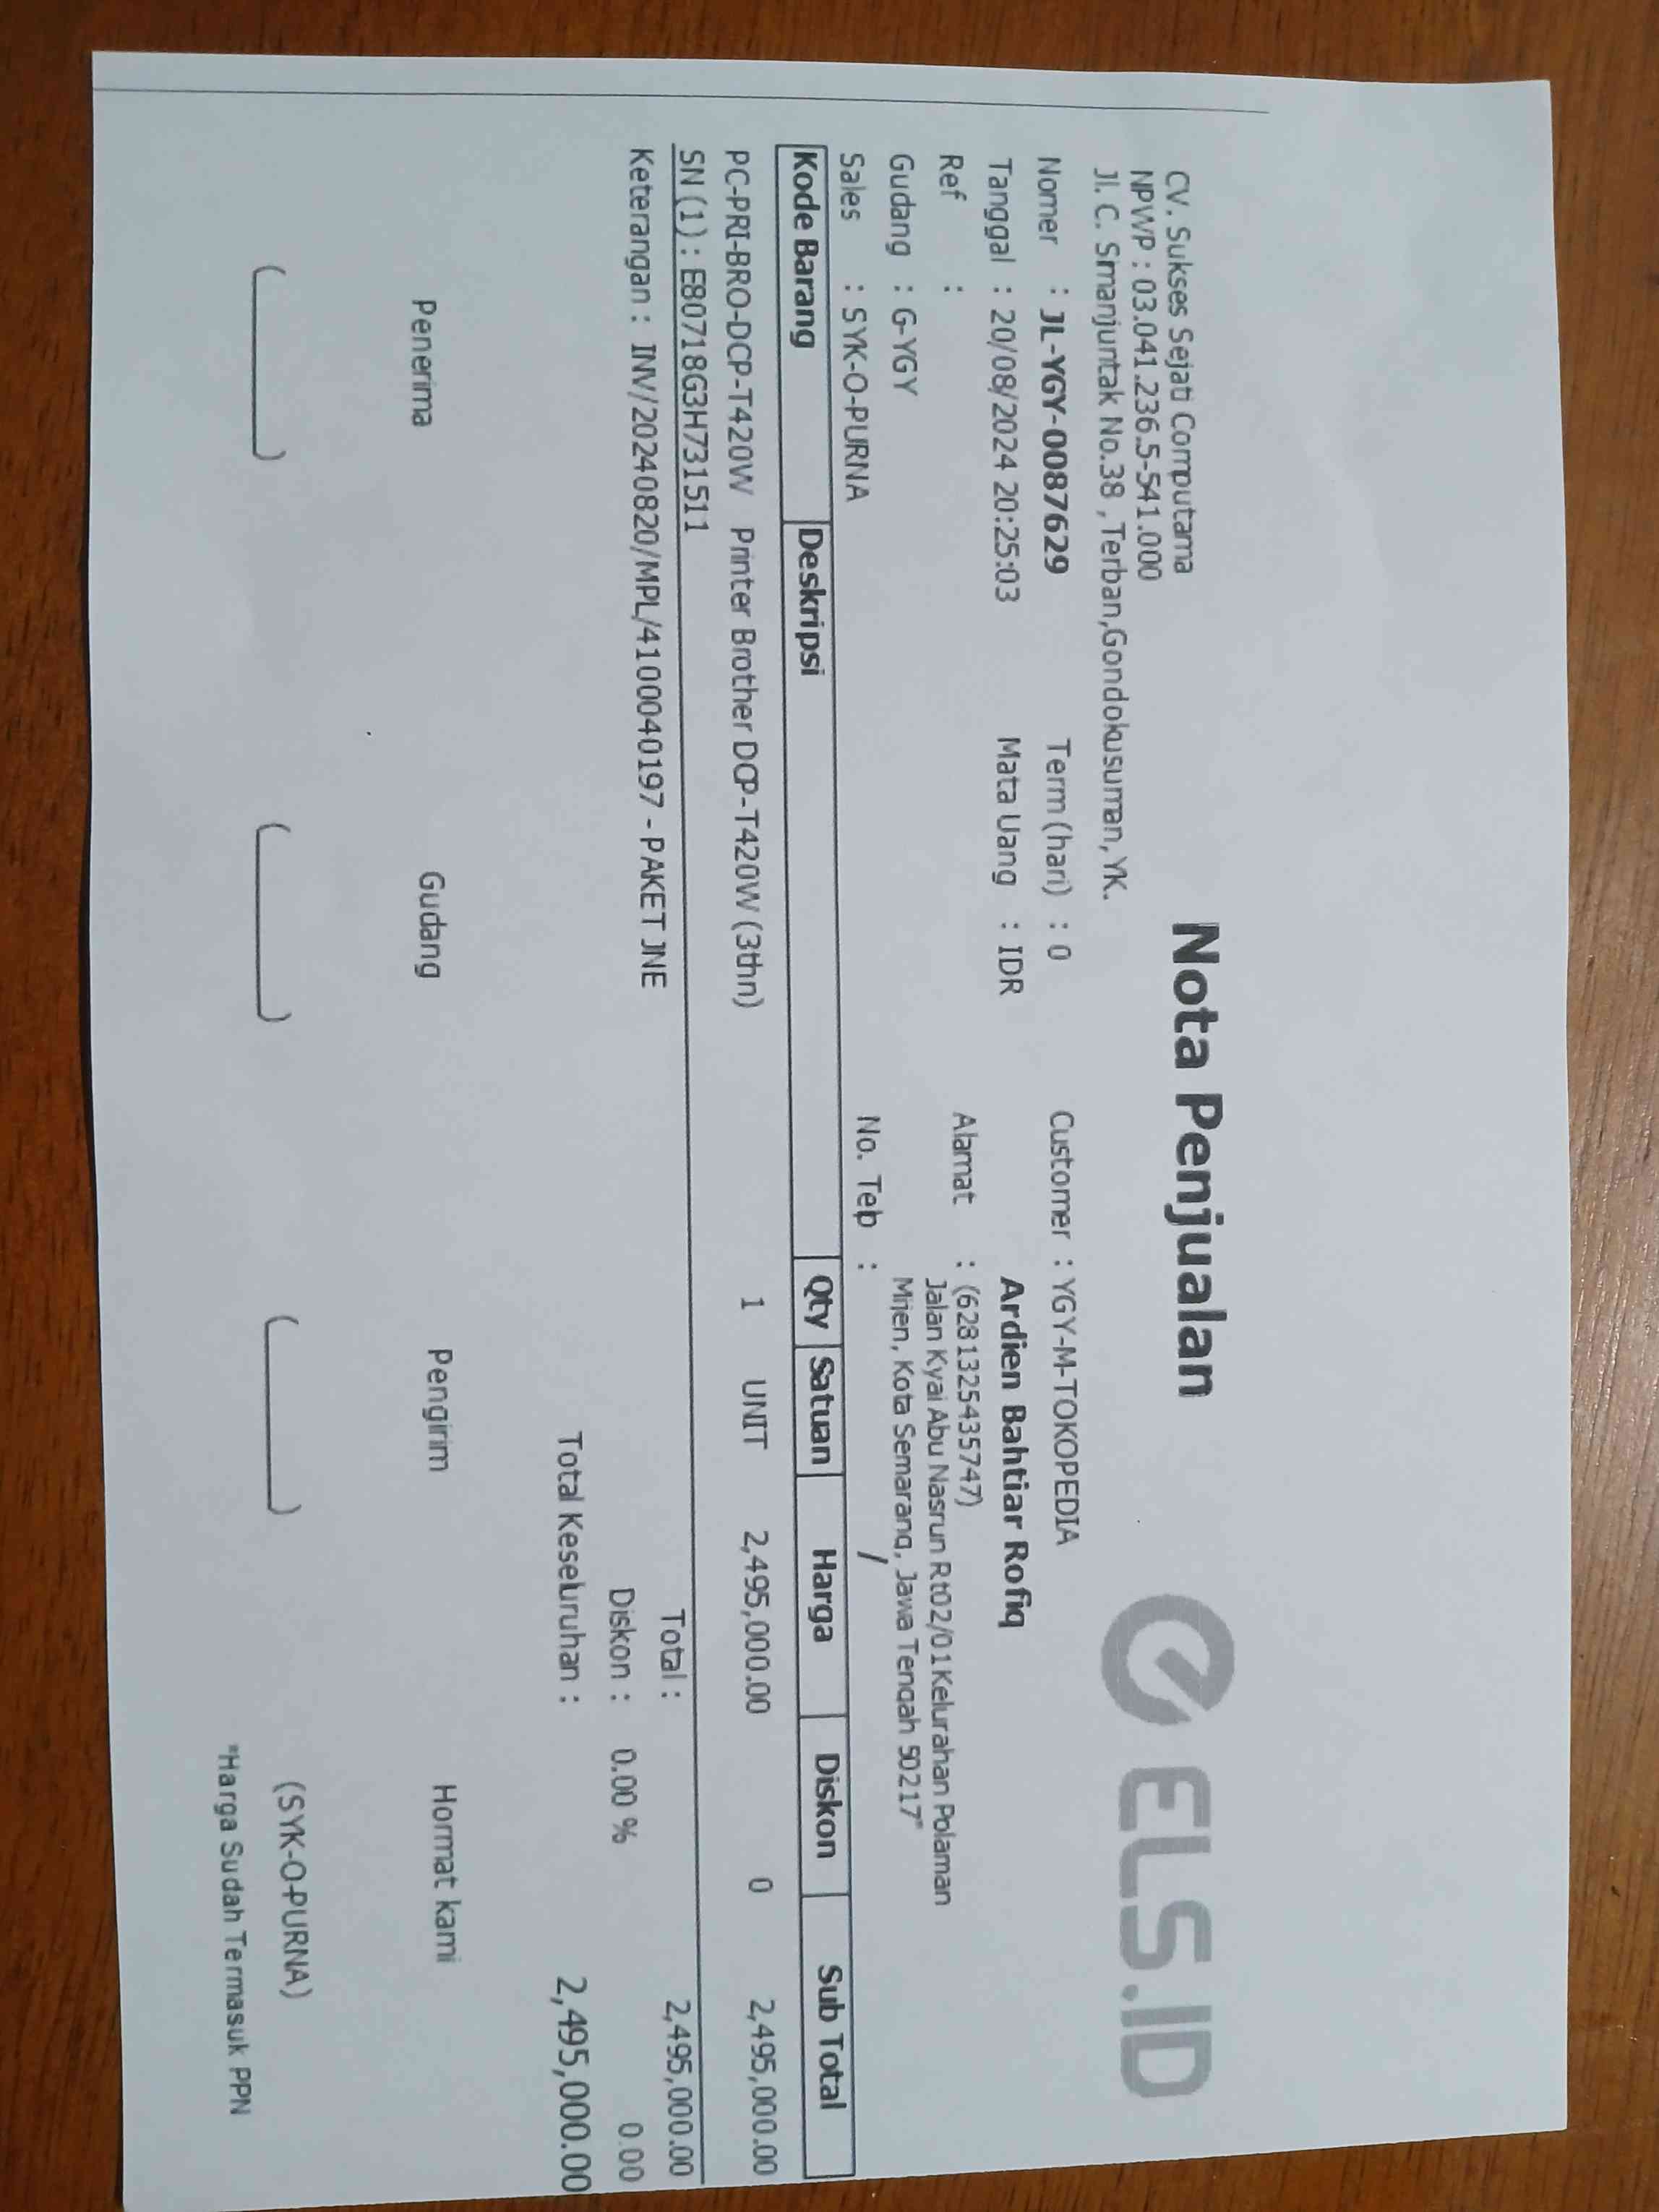 Nota Penjualan
ELS.ID
CV. Sukses Sejati Computama
NPWP : 03.041.236.5-541.000
Jl. C. Smanjuntak No.38 , Terban,Gondokusuman, YK.
Nomer : JL-YGY-0087629 Term (hari) : 0 Customer : YGY-M-TOKOPEDIA
Tanggal : 20/08/2024 20:25:03 Mata Uang : IDR Ardien Bahtiar Rofiq
Ref : Alamat : (6281325435747)
Jalan Kyai Abu Nasrun Rt02/01 Kelurahan Polaman
Gudang : G-YGY Mijen, Kota Semarang, Jawa Tengah 50217"
Sales : SYK-O-PURNA No. Telp : /
Kode Barang Deskripsi Qty Satuan Harga Diskon Sub Total
PC-PRI-BRO-DCP-T420W Printer Brother DCP-T420W (3thn) 1 UNIT 2,495,000.00 0 2,495,000.00
SN (1) : E80718G3H731511
Keterangan : INV/20240820/MPL/4100040197 - PAKET JNE Total : 2,495,000.00
Diskon : 0.00 % 0.00
Total Keseluruhan : 2,495,000.00
Penerima Gudang Pengirim Hormat kami
( ) ( ) ( ) (SYK-O-PURNA)
*Harga Sudah Termasuk PPN